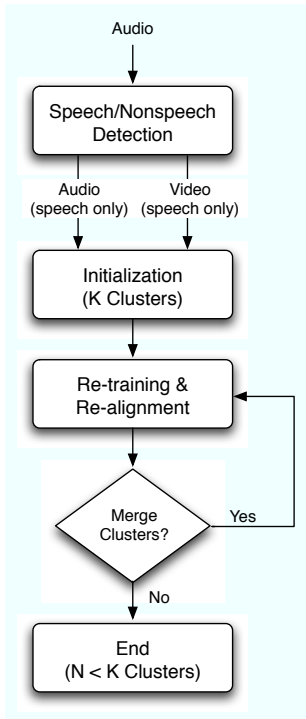 Audio
Speech/Nonspeech
Detection
Audio
(speech only)
Video
(speech only)
Initialization
(K Clusters)
Re-training &
Re-alignment
Merge
Clusters?
Yes
No
End
(N < K Clusters)